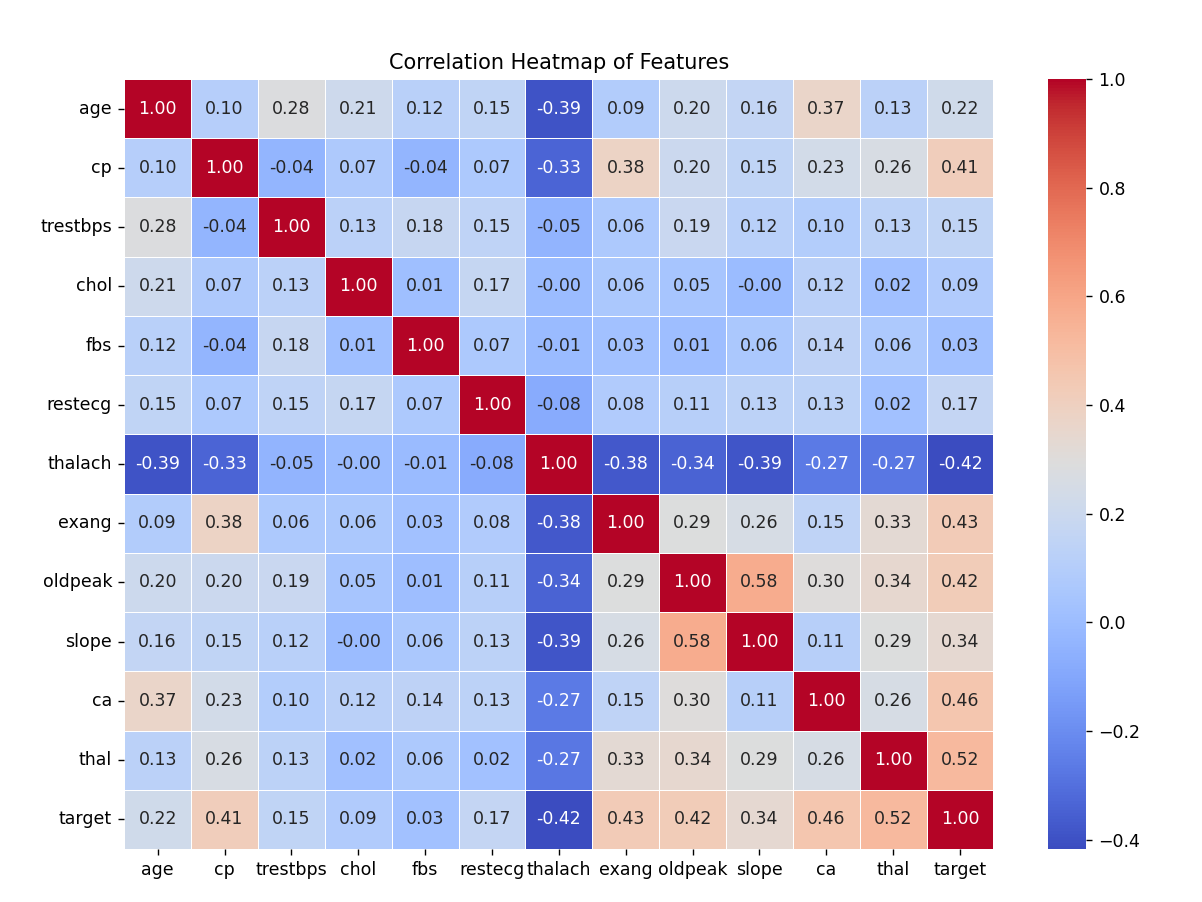 Correlation Heatmap of Features
age 1.00 0.10 0.28 0.21 0.12 0.15 -0.39 0.09 0.20 0.16 0.37 0.13 0.22
cp 0.10 1.00 -0.04 0.07 -0.04 0.07 -0.33 0.38 0.20 0.15 0.23 0.26 0.41
trestbps 0.28 -0.04 1.00 0.13 0.18 0.15 -0.05 0.06 0.19 0.12 0.10 0.13 0.15
chol 0.21 0.07 0.13 1.00 0.01 0.17 -0.00 0.06 0.05 -0.00 0.12 0.02 0.09
fbs 0.12 -0.04 0.18 0.01 1.00 0.07 -0.01 0.03 0.01 0.06 0.14 0.06 0.03
restecg 0.15 0.07 0.15 0.17 0.07 1.00 -0.08 0.08 0.11 0.13 0.13 0.02 0.17
thalach -0.39 -0.33 -0.05 -0.00 -0.01 -0.08 1.00 -0.38 -0.34 -0.39 -0.27 -0.27 -0.42
exang 0.09 0.38 0.06 0.06 0.03 0.08 -0.38 1.00 0.29 0.26 0.15 0.33 0.43
oldpeak 0.20 0.20 0.19 0.05 0.01 0.11 -0.34 0.29 1.00 0.58 0.30 0.34 0.42
slope 0.16 0.15 0.12 -0.00 0.06 0.13 -0.39 0.26 0.58 1.00 0.11 0.29 0.34
ca 0.37 0.23 0.10 0.12 0.14 0.13 -0.27 0.15 0.30 0.11 1.00 0.26 0.46
thal 0.13 0.26 0.13 0.02 0.06 0.02 -0.27 0.33 0.34 0.29 0.26 1.00 0.52
target 0.22 0.41 0.15 0.09 0.03 0.17 -0.42 0.43 0.42 0.34 0.46 0.52 1.00
age cp trestbps chol fbs restecg thalach exang oldpeak slope ca thal target
1.0
0.8
0.6
0.4
0.2
0.0
−0.2
−0.4